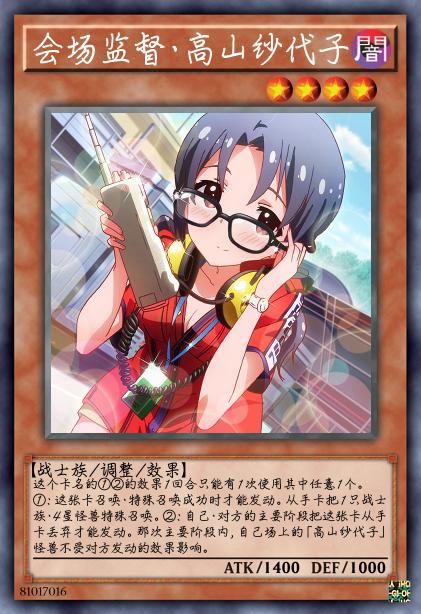 会场监督·高山纱代子
闇
【战士族/调整/效果】
这个卡名的①②的效果1回合只能有1次使用其中任意1个。
①:这张卡召唤·特殊召唤成功时才能发动。从手卡把1只战士
族·4星怪兽特殊召唤。②:自己·对方的主要阶段把这张卡从手
卡丢弃才能发动。那次主要阶段内,自己场上的「高山纱代子」
怪兽不受对方发动的效果影响。
ATK/1400 DEF/1000
81017016